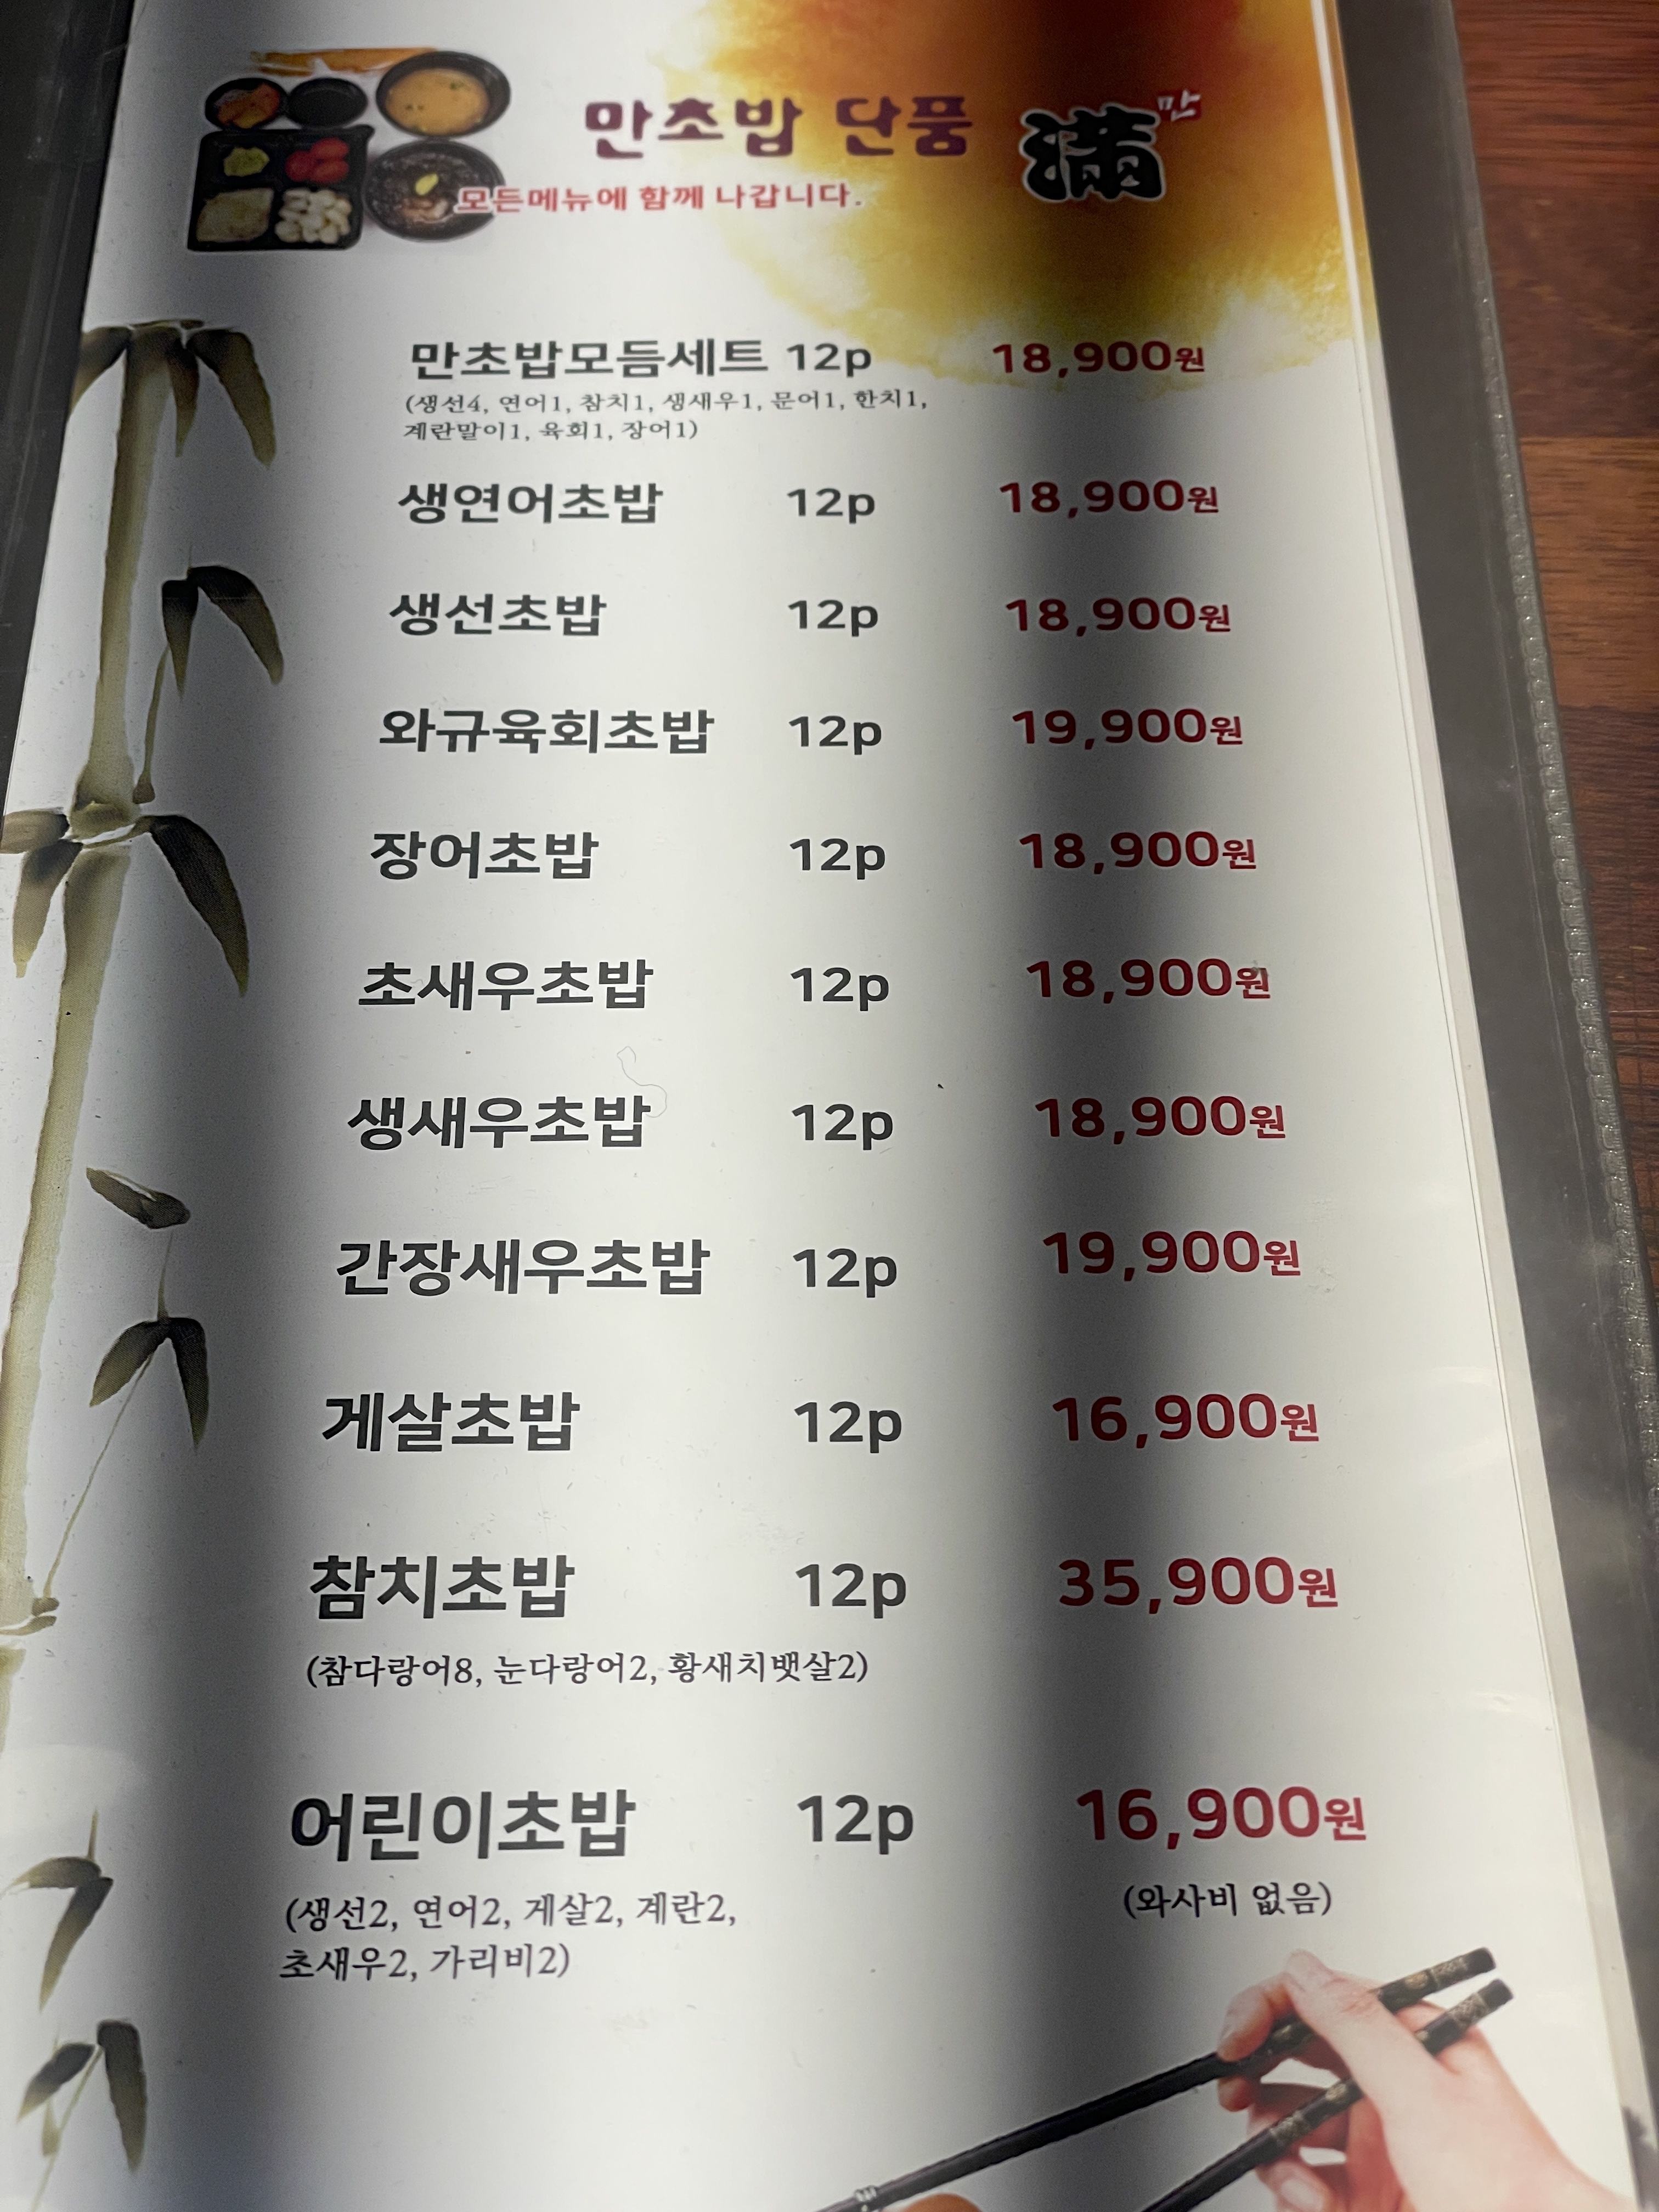 만초밥 단품 滿 만
모든메뉴에 함께 나갑니다.
만초밥모듬세트 12p 18,900원
(생선4, 연어1, 참치1, 생새우1, 문어1, 한치1,
계란말이1, 육회1, 장어1)
생연어초밥 12p 18,900원
생선초밥 12p 18,900원
와규육회초밥 12p 19,900원
장어초밥 12p 18,900원
초새우초밥 12p 18,900원
생새우초밥 12p 18,900원
간장새우초밥 12p 19,900원
게살초밥 12p 16,900원
참치초밥 12p 35,900원
(참다랑어8, 눈다랑어2, 황새치뱃살2)
어린이초밥 12p 16,900원
(생선2, 연어2, 게살2, 계란2, (와사비 없음)
초새우2, 가리비2)